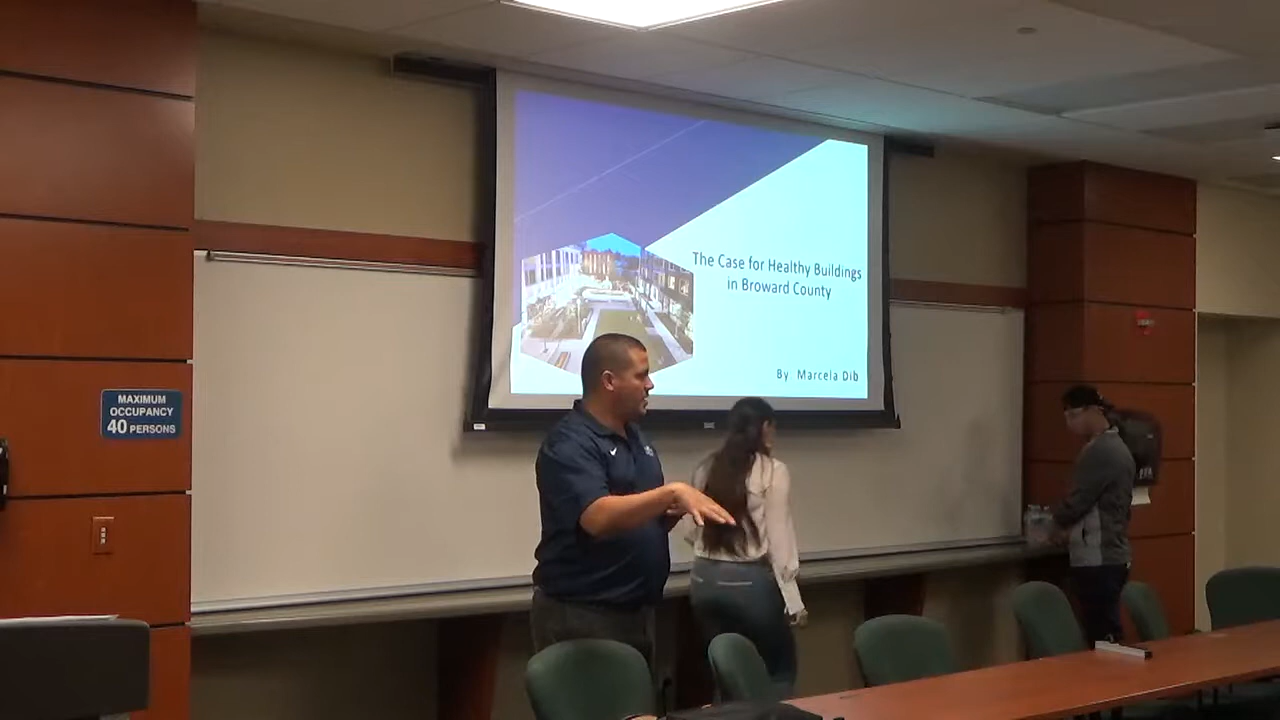 The Case for Healthy Buildings
in Broward County
By Marcela Dib
MAXIMUM
OCCUPANCY
40 PERSONS